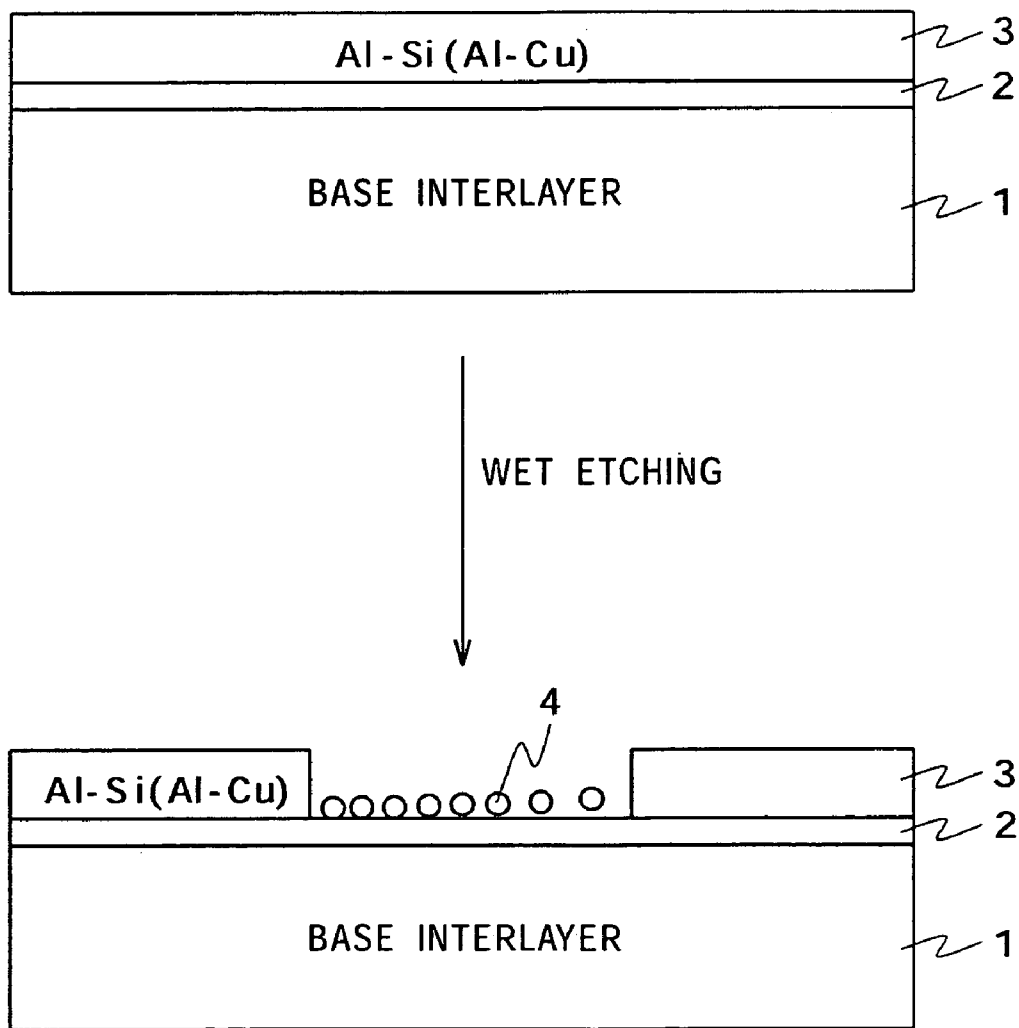 3
Al-Si(Al-Cu)
2
BASE INTERLAYER
1
WET ETCHING
4
Al-Si(Al-Cu)
3
2
BASE INTERLAYER
1